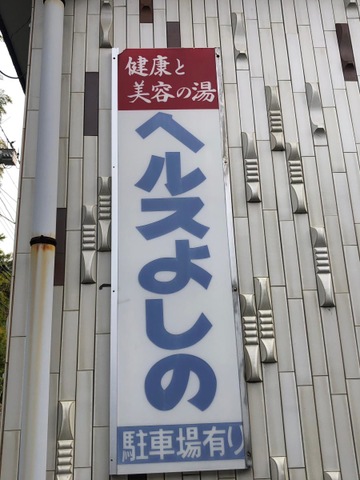 健康と
美容の湯
ヘルスよしの
駐車場有り